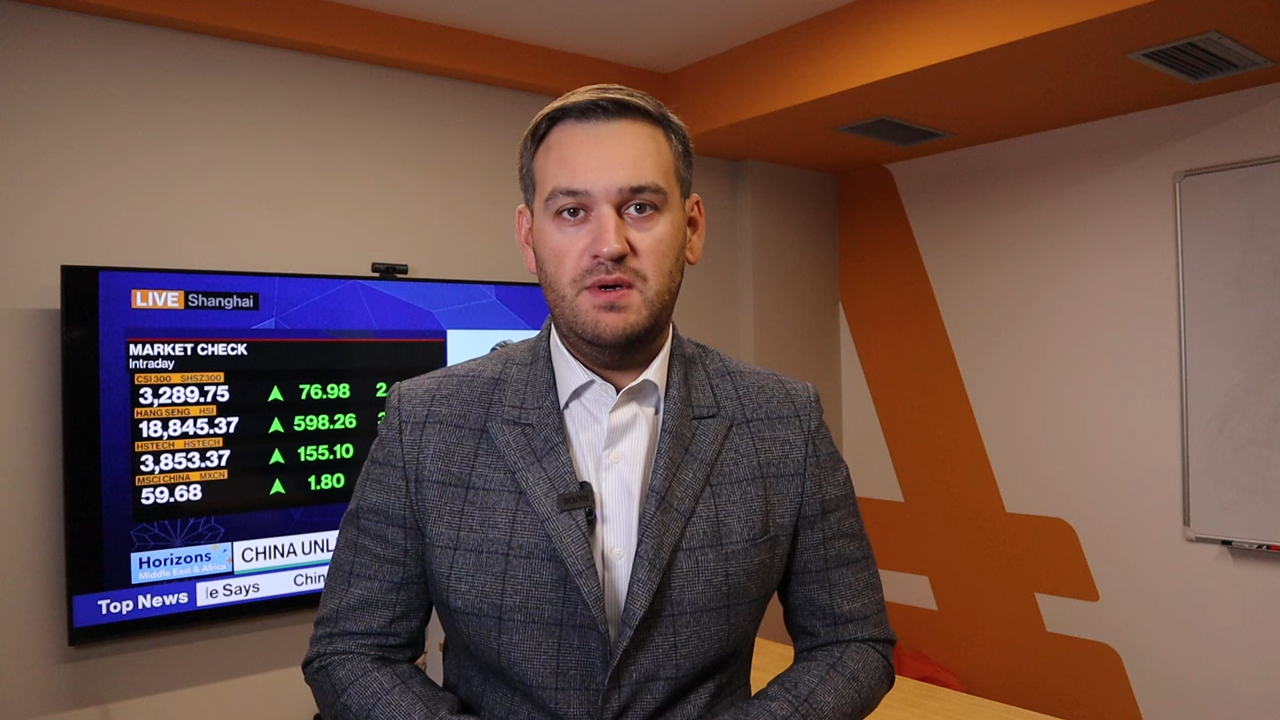 LIVE Shanghai
MARKET CHECK
Intraday
CSI 300 SHSZ300
3,289.75 76.98
HANG SENG HSI
18,845.37 598.26
HSTECH HSTECH
3,853.37 155.10
MSCI CHINA MXCN
59.68 1.80
Horizons
Middle East & Africa
CHINA UNL
Top News
le Says Chin